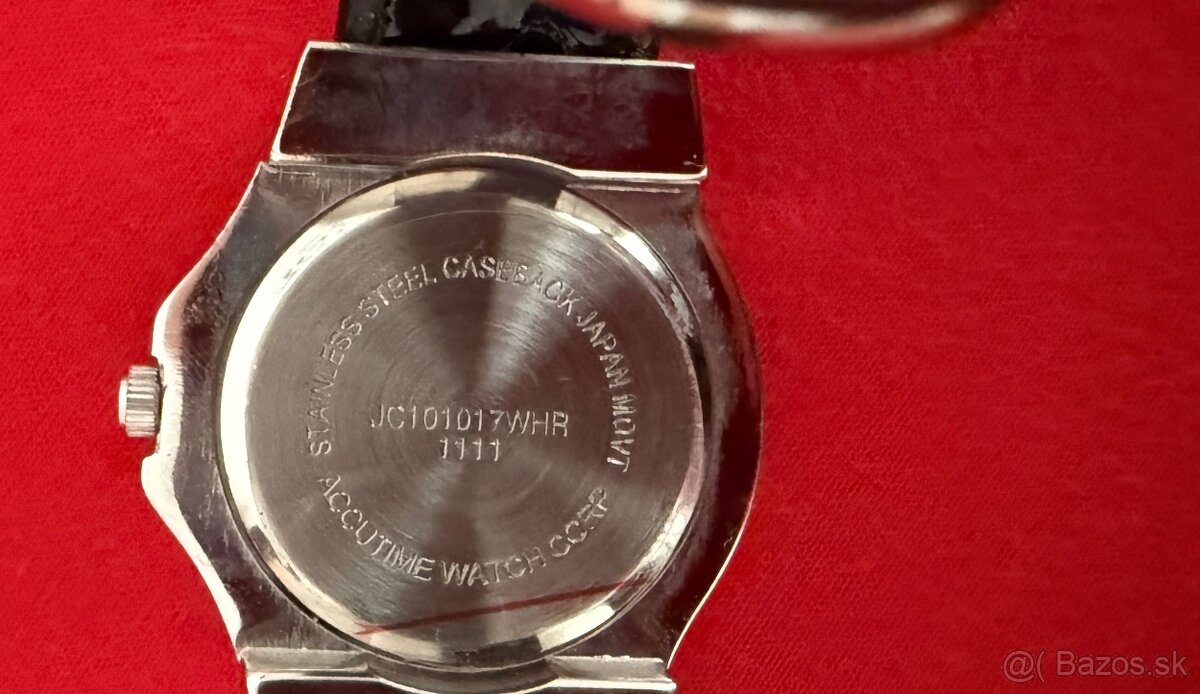 STAINLESS STEEL CASEBACK JAPAN MOVT
JC101017WHR
1111
ACCUTIME WATCH CORP
@( Bazos.sk